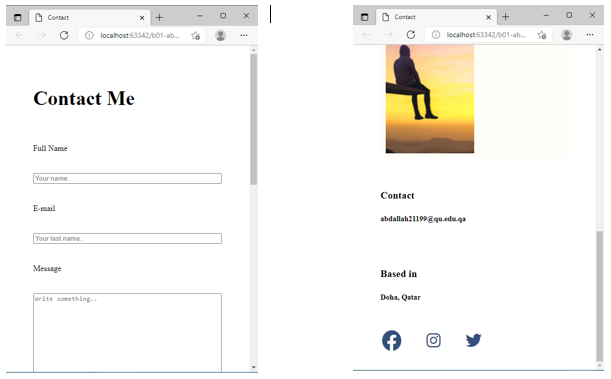 Contact
localhost:63342/b01-ab...
Contact Me
Full Name
Your name..
E-mail
Your last name..
Message
Write something..
Contact
localhost:63342/b01-ab...
Contact
abdallah21199@qu.edu.qa
Based in
Doha, Qatar